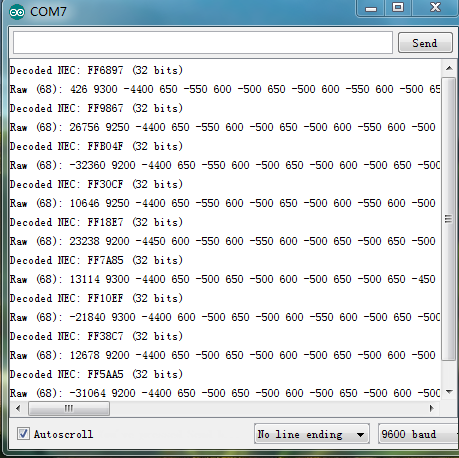 COM7
Send
Decoded NEC: FF6897 (32 bits)
Raw (68): 426 9300 -4400 650 -550 600 -500 650 -500 600 -550 600 -500 65
Decoded NEC: FF9867 (32 bits)
Raw (68): 26756 9250 -4400 650 -550 600 -500 650 -500 600 -550 600 -500
Decoded NEC: FFB04F (32 bits)
Raw (68): -32360 9200 -4400 650 -550 600 -550 600 -500 650 -500 600 -500
Decoded NEC: FF30CF (32 bits)
Raw (68): 10646 9250 -4400 650 -550 600 -500 650 -500 600 -500 650 -500
Decoded NEC: FF18E7 (32 bits)
Raw (68): 23238 9200 -4450 600 -550 600 -550 600 -500 650 -500 650 -500
Decoded NEC: FF7A85 (32 bits)
Raw (68): 13114 9300 -4400 650 -500 650 -500 600 -500 650 -500 650 -450
Decoded NEC: FF10EF (32 bits)
Raw (68): -21840 9300 -4400 650 -500 600 -500 600 -550 600 -500 650 -500
Decoded NEC: FF38C7 (32 bits)
Raw (68): 12678 9200 -4400 650 -500 650 -500 600 -500 650 -500 600 -500
Decoded NEC: FF5AA5 (32 bits)
Raw (68): -31064 9200 -4400 650 -500 650 -500 650 -500 650 -500 600 -500
Autoscroll
No line ending
9600 baud